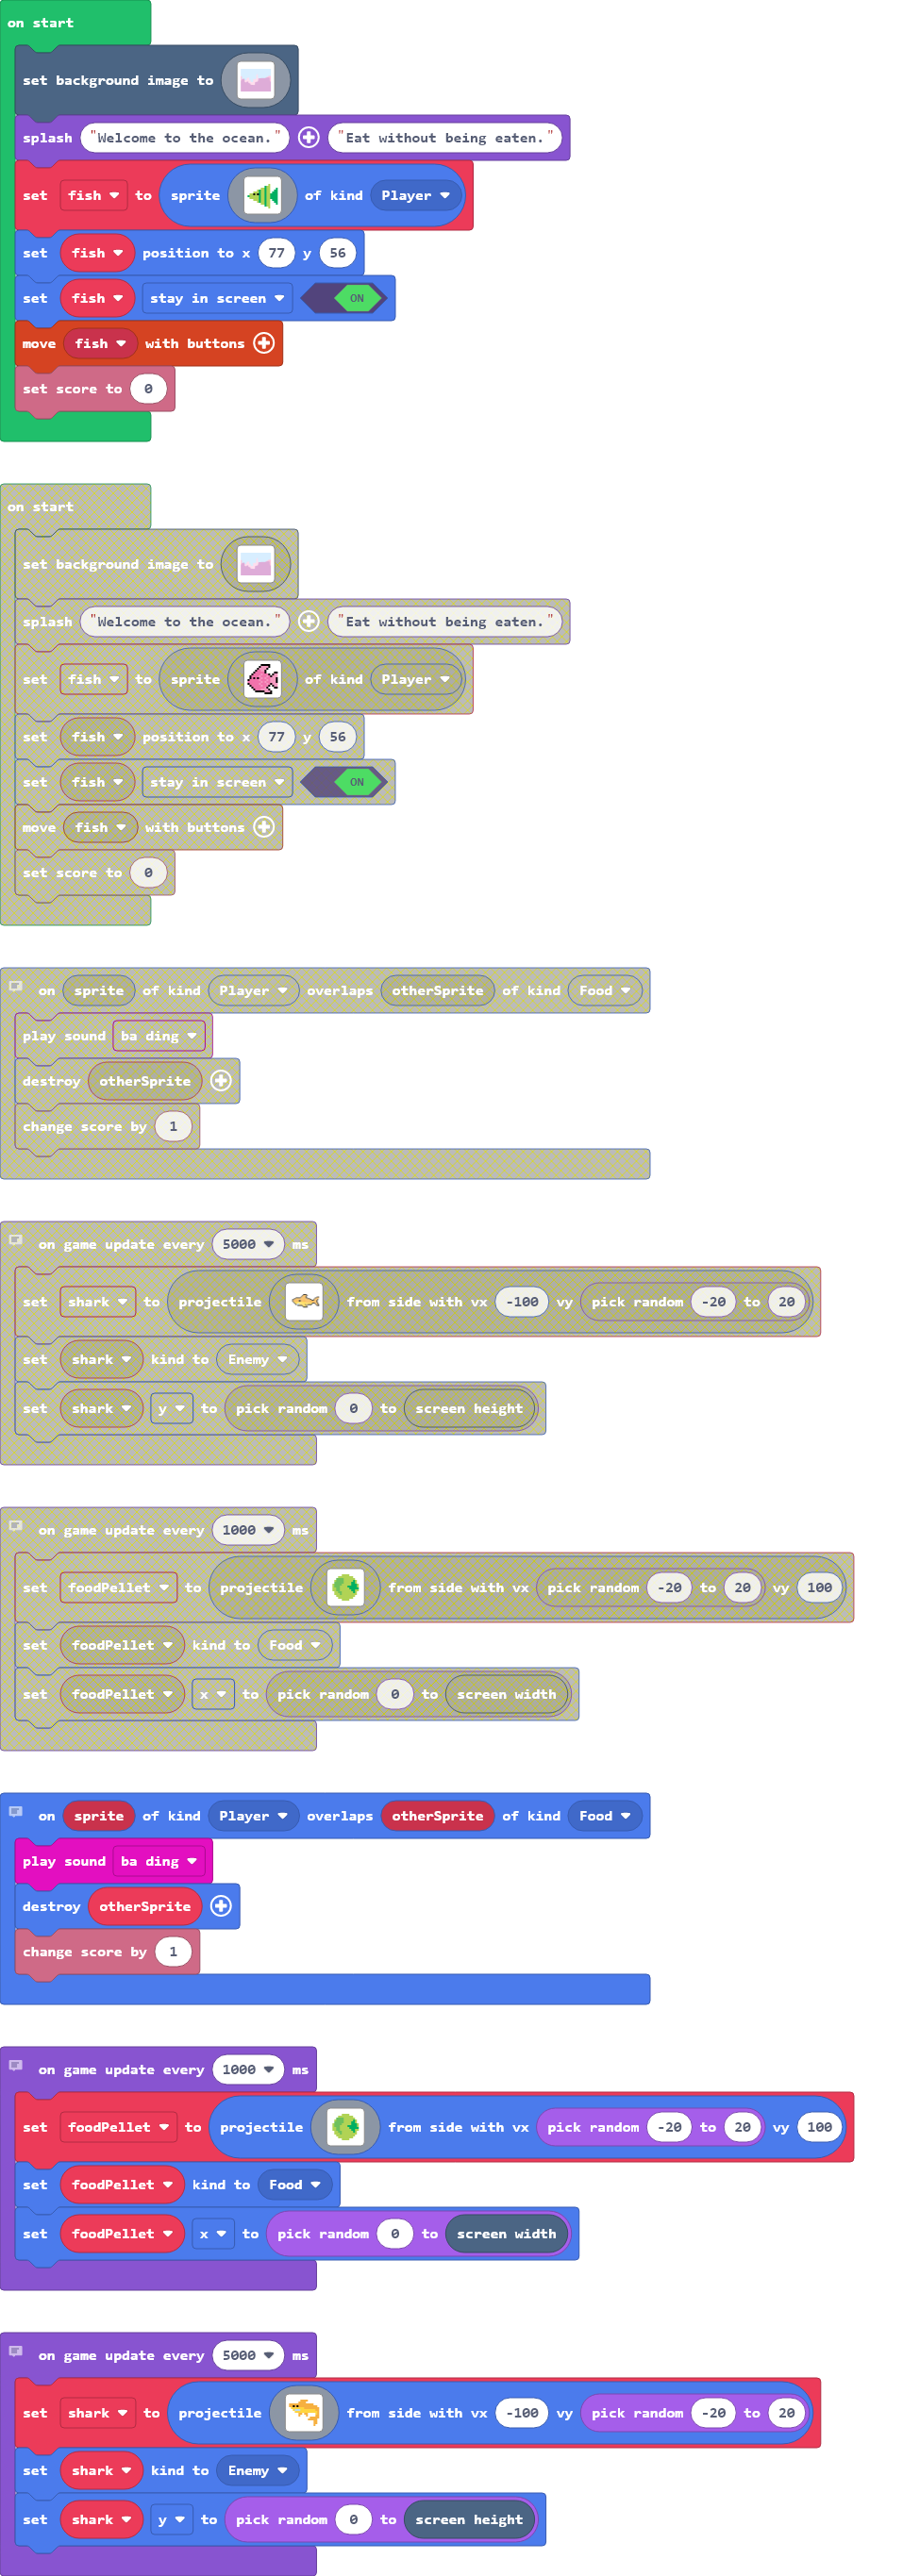 on start
set background image to
splash "Welcome to the ocean." "Eat without being eaten."
set fish to sprite of kind Player
set fish position to x 77 y 56
set fish stay in screen ON
move fish with buttons
set score to 0
on start
set background image to
splash "Welcome to the ocean." "Eat without being eaten."
set fish to sprite of kind Player
set fish position to x 77 y 56
set fish stay in screen ON
move fish with buttons
set score to 0
on sprite of kind Player overlaps otherSprite of kind Food
play sound ba ding
destroy otherSprite
change score by 1
on game update every 5000 ms
set shark to projectile from side with vx -100 vy pick random -20 to 20
set shark kind to Enemy
set shark y to pick random 0 to screen height
on game update every 1000 ms
set foodPellet to projectile from side with vx pick random -20 to 20 vy 100
set foodPellet kind to Food
set foodPellet x to pick random 0 to screen width
on sprite of kind Player overlaps otherSprite of kind Food
play sound ba ding
destroy otherSprite
change score by 1
on game update every 1000 ms
set foodPellet to projectile from side with vx pick random -20 to 20 vy 100
set foodPellet kind to Food
set foodPellet x to pick random 0 to screen width
on game update every 5000 ms
set shark to projectile from side with vx -100 vy pick random -20 to 20
set shark kind to Enemy
set shark y to pick random 0 to screen height